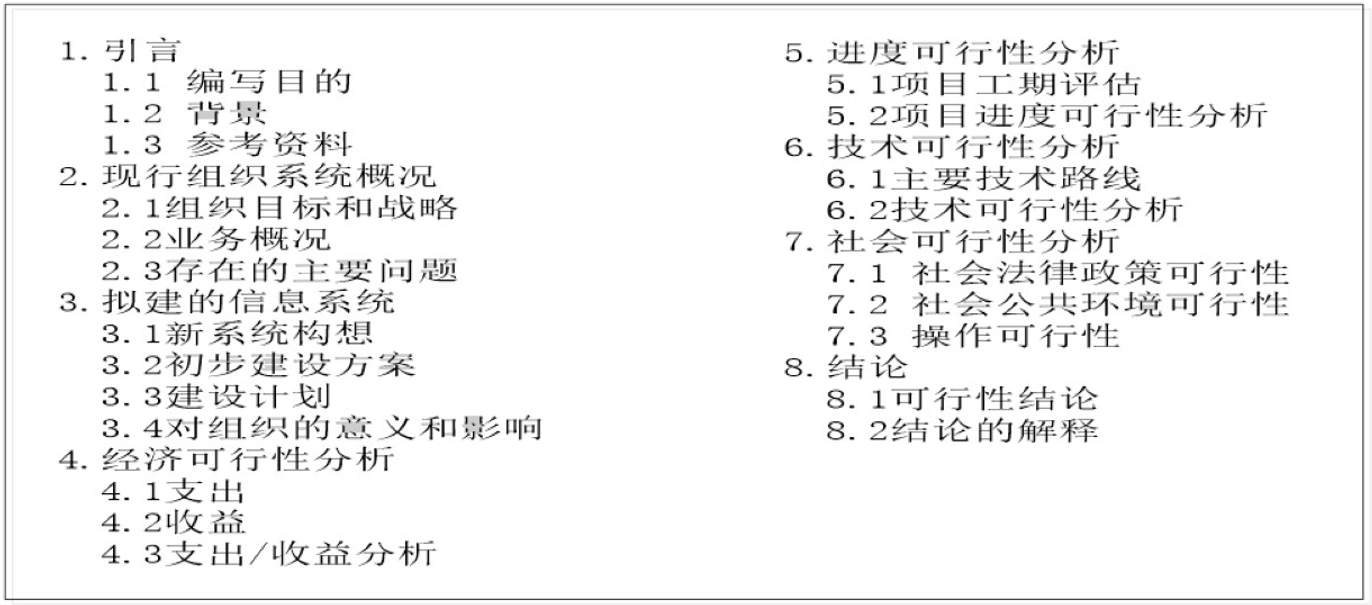 1. 引言
1.1 编写目的
1.2 背景
1.3 参考资料
2. 现行组织系统概况
2.1组织目标和战略
2.2业务概况
2.3存在的主要问题
3. 拟建的信息系统
3.1新系统构想
3.2初步建设方案
3.3建设计划
3.4对组织的意义和影响
4. 经济可行性分析
4.1支出
4.2收益
4.3支出/收益分析
5. 进度可行性分析
5.1项目工期评估
5.2项目进度可行性分析
6. 技术可行性分析
6.1主要技术路线
6.2技术可行性分析
7. 社会可行性分析
7.1 社会法律政策可行性
7.2 社会公共环境可行性
7.3 操作可行性
8. 结论
8.1可行性结论
8.2结论的解释